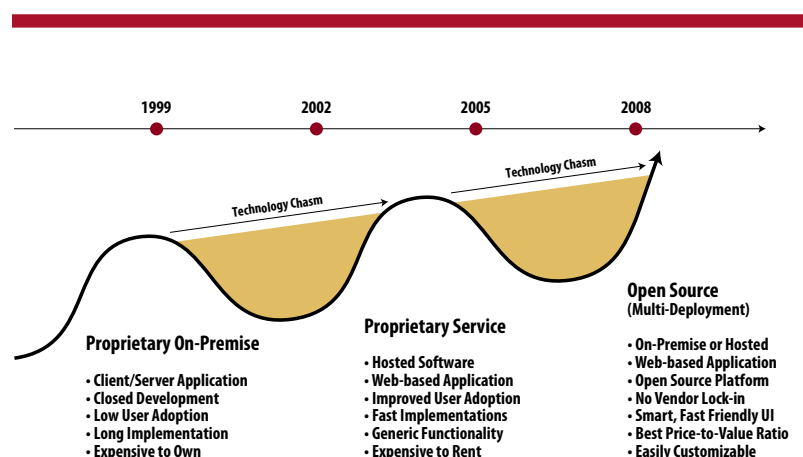 1999
2002
2005
2008
Technology Chasm
Technology Chasm
Proprietary On-Premise
• Client/Server Application
• Closed Development
• Low User Adoption
• Long Implementation
• Expensive to Own
Proprietary Service
• Hosted Software
• Web-based Application
• Improved User Adoption
• Fast Implementations
• Generic Functionality
• Expensive to Rent
Open Source
(Multi-Deployment)
• On-Premise or Hosted
• Web-based Application
• Open Source Platform
• No Vendor Lock-in
• Smart, Fast Friendly UI
• Best Price-to-Value Ratio
• Easily Customizable